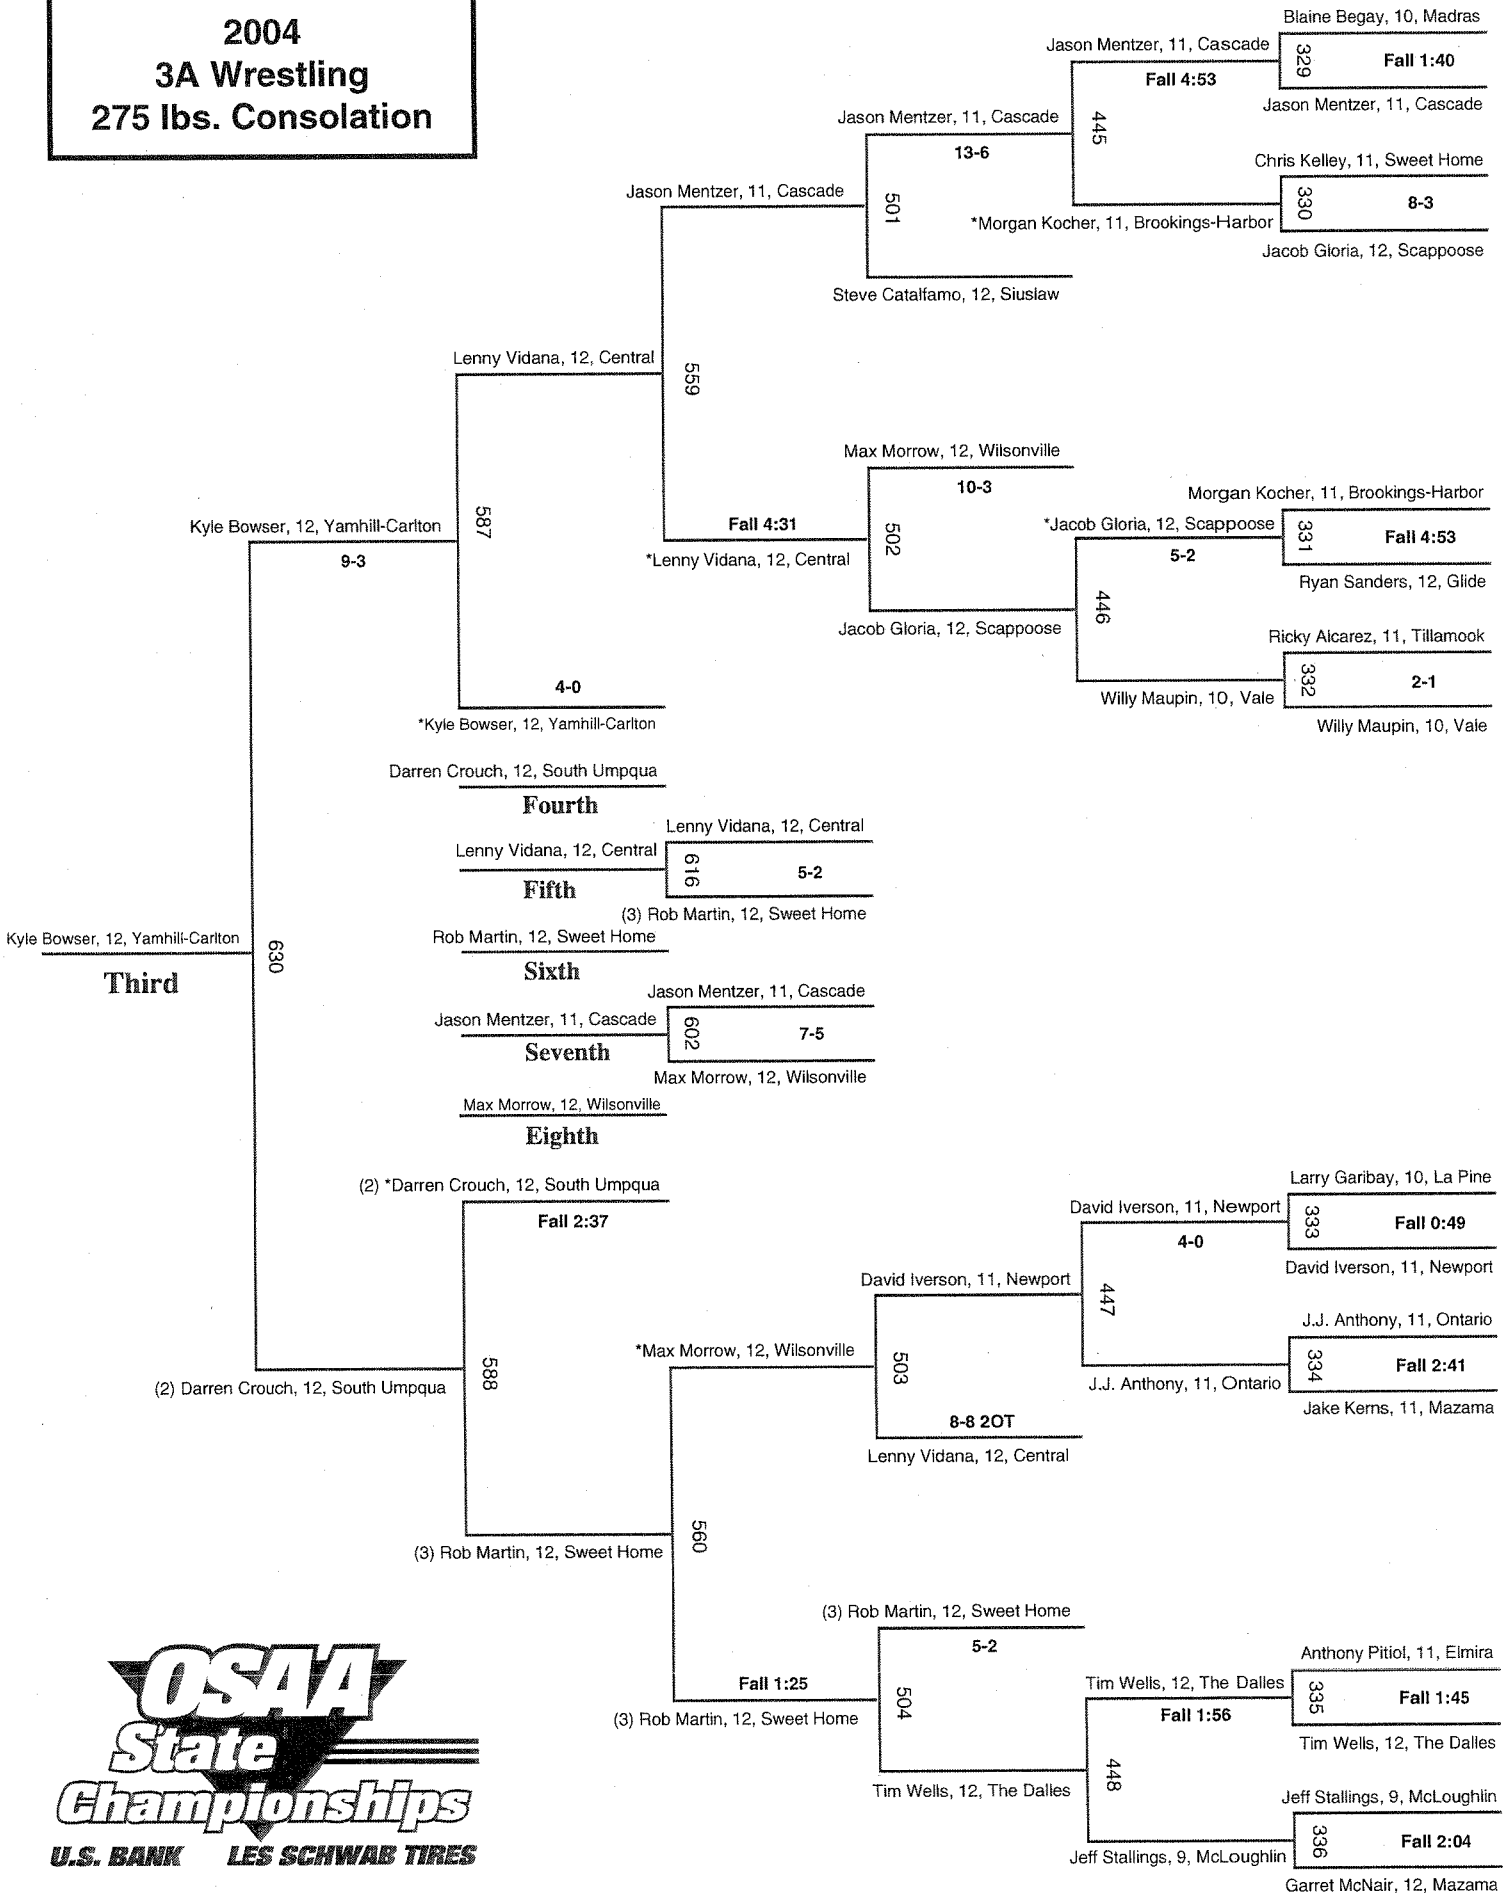 2004
3A Wrestling
275 lbs. Consolation
Blaine Begay, 10, Madras
Jason Mentzer, 11, Cascade
329
Fall 1:40
Fall 4:53
Jason Mentzer, 11, Cascade
Jason Mentzer, 11, Cascade
445
13-6
Chris Kelley, 11, Sweet Home
Jason Mentzer, 11, Cascade
330
8-3
501
*Morgan Kocher, 11, Brookings-Harbor
Jacob Gloria, 12, Scappoose
Steve Catalfamo, 12, Siuslaw
Lenny Vidana, 12, Central
559
Max Morrow, 12, Wilsonville
10-3
Morgan Kocher, 11, Brookings-Harbor
Kyle Bowser, 12, Yamhill-Carlton
587
Fall 4:31
502
*Jacob Gloria, 12, Scappoose
331
Fall 4:53
9-3
*Lenny Vidana, 12, Central
5-2
Ryan Sanders, 12, Glide
446
Jacob Gloria, 12, Scappoose
Ricky Alcarez, 11, Tillamook
4-0
332
2-1
Willy Maupin, 10, Vale
*Kyle Bowser, 12, Yamhill-Carlton
Willy Maupin, 10, Vale
Darren Crouch, 12, South Umpqua
Fourth
Lenny Vidana, 12, Central
Lenny Vidana, 12, Central
616
5-2
Fifth
(3) Rob Martin, 12, Sweet Home
Kyle Bowser, 12, Yamhill-Carlton
630
Rob Martin, 12, Sweet Home
Third
Sixth
Jason Mentzer, 11, Cascade
Jason Mentzer, 11, Cascade
602
7-5
Seventh
Max Morrow, 12, Wilsonville
Max Morrow, 12, Wilsonville
Eighth
(2) *Darren Crouch, 12, South Umpqua
Larry Garibay, 10, La Pine
Fall 2:37
David Iverson, 11, Newport
333
Fall 0:49
4-0
David Iverson, 11, Newport
David Iverson, 11, Newport
447
J.J. Anthony, 11, Ontario
*Max Morrow, 12, Wilsonville
503
334
Fall 2:41
588
(2) Darren Crouch, 12, South Umpqua
J.J. Anthony, 11, Ontario
Jake Kerns, 11, Mazama
8-8 2OT
Lenny Vidana, 12, Central
560
(3) Rob Martin, 12, Sweet Home
(3) Rob Martin, 12, Sweet Home
5-2
Anthony Pitiol, 11, Elmira
Fall 1:25
504
Tim Wells, 12, The Dalles
335
Fall 1:45
(3) Rob Martin, 12, Sweet Home
Fall 1:56
Tim Wells, 12, The Dalles
448
Tim Wells, 12, The Dalles
Jeff Stallings, 9, McLoughlin
336
Fall 2:04
Jeff Stallings, 9, McLoughlin
Garret McNair, 12, Mazama
OSAA
State
Championships
U.S. BANK LES SCHWAB TIRES